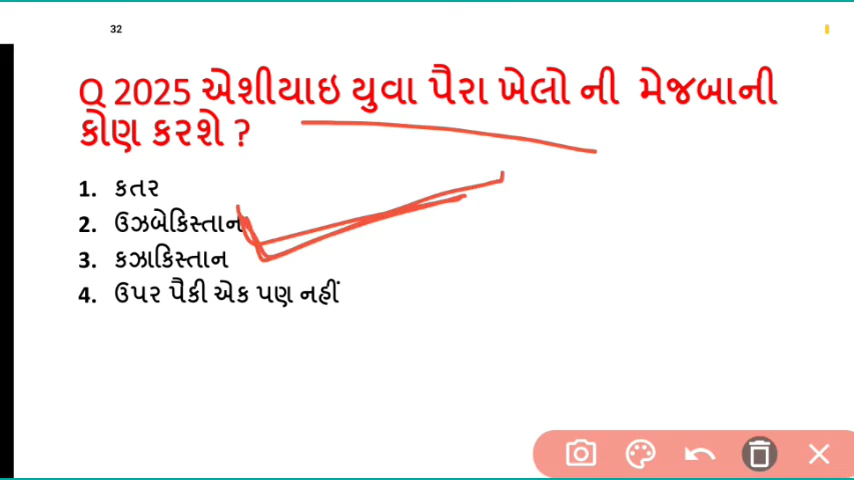 32
Q 2025 એશીયાઇ યુવા પૈરા ખેલો ની મેજબાની
કોણ કરશે ?
1. કતર
2. ઉઝબેકિસ્તાન
3. કઝાકિસ્તાન
4. ઉપર પૈકી એક પણ નહીં